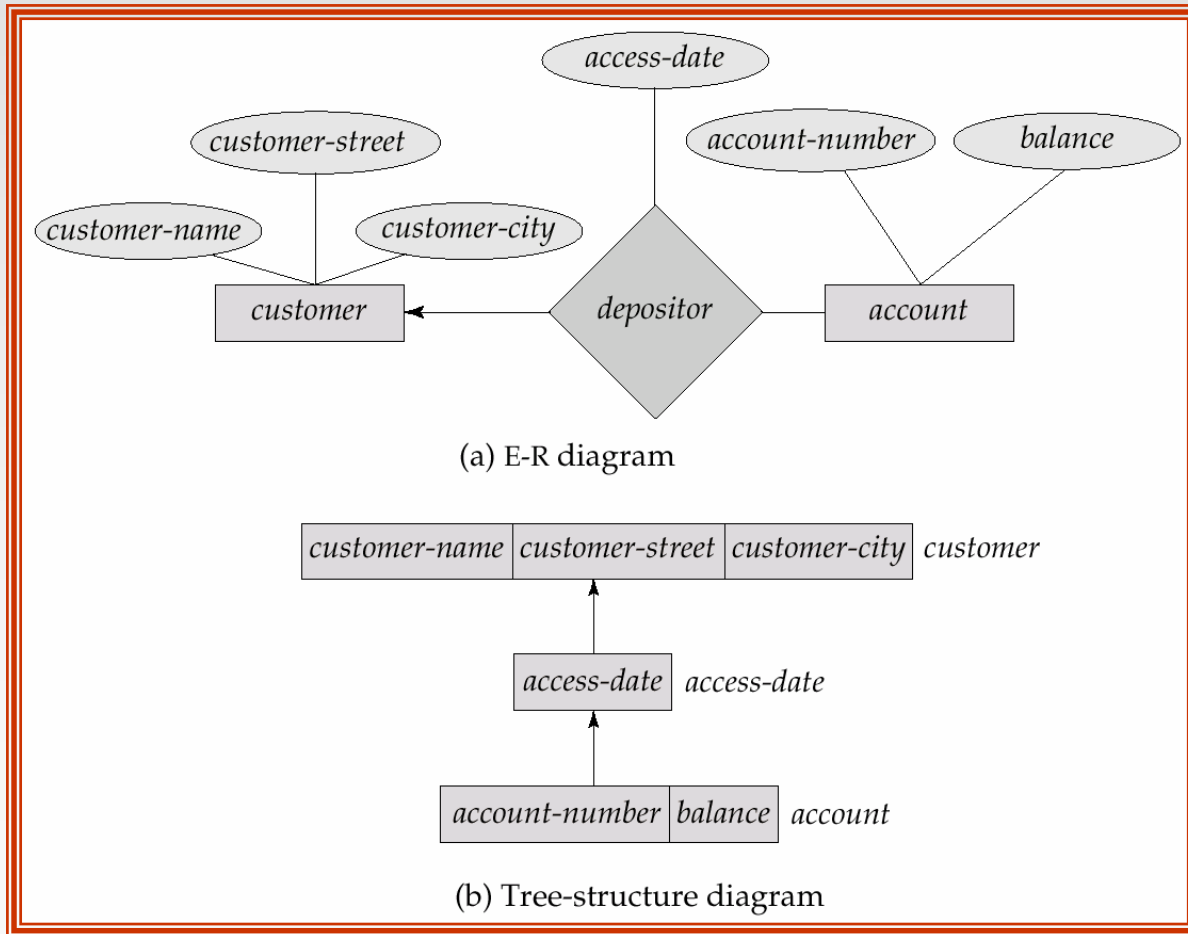 access-date
customer-street
account-number
balance
customer-name
customer-city
customer
depositor
account
(a) E-R diagram
customer-name customer-street customer-city customer
access-date access-date
account-number balance account
(b) Tree-structure diagram